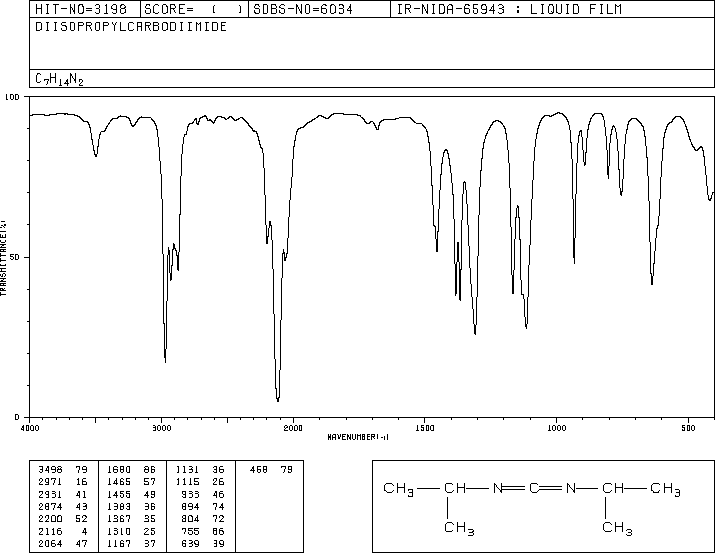 HIT-NO=3198 SCORE= ( ) SDBS-NO=6034 IR-NIDA-65943 : LIQUID FILM
DIISOPROPYLCARBODIIMIDE
C7H14N2
100
50
0
TRANSMITTANCE(%)
4000 3000 2000 1500 1000 500
WAVENUMBER(-1)
3498 79 1680 86 1131 36 468 79
2971 16 1465 57 1115 26
2931 41 1455 49 933 46
2874 43 1383 36 894 74
2200 52 1367 35 804 72
2116 4 1310 25 755 66
2064 47 1167 37 639 39
CH3 CH N C N CH CH3
CH3 CH3